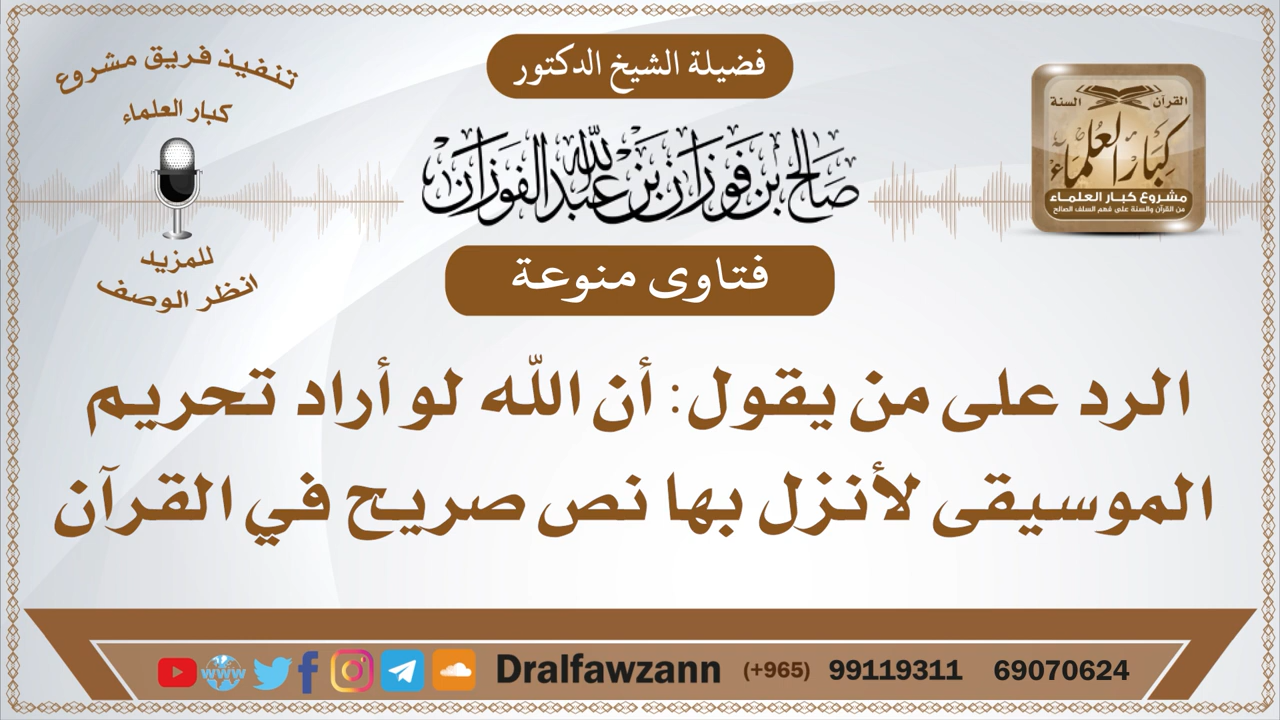 فضيلة الشيخ الدكتور
صالح بن فوزان بن عبدالله الفوزان
فتاوى منوعة
القرآن السنة
كبار العلماء
مشروع كبار العلماء
من القرآن والسنة على فهم السلف الصالح
تنفيذ فريق مشروع
كبار العلماء
للمزيد
انظر الوصف
الرد على من يقول: أن الله لو أراد تحريم
الموسيقى لأنزل بها نص صريح في القرآن
www Dralfawzann (+965) 99119311 69070624